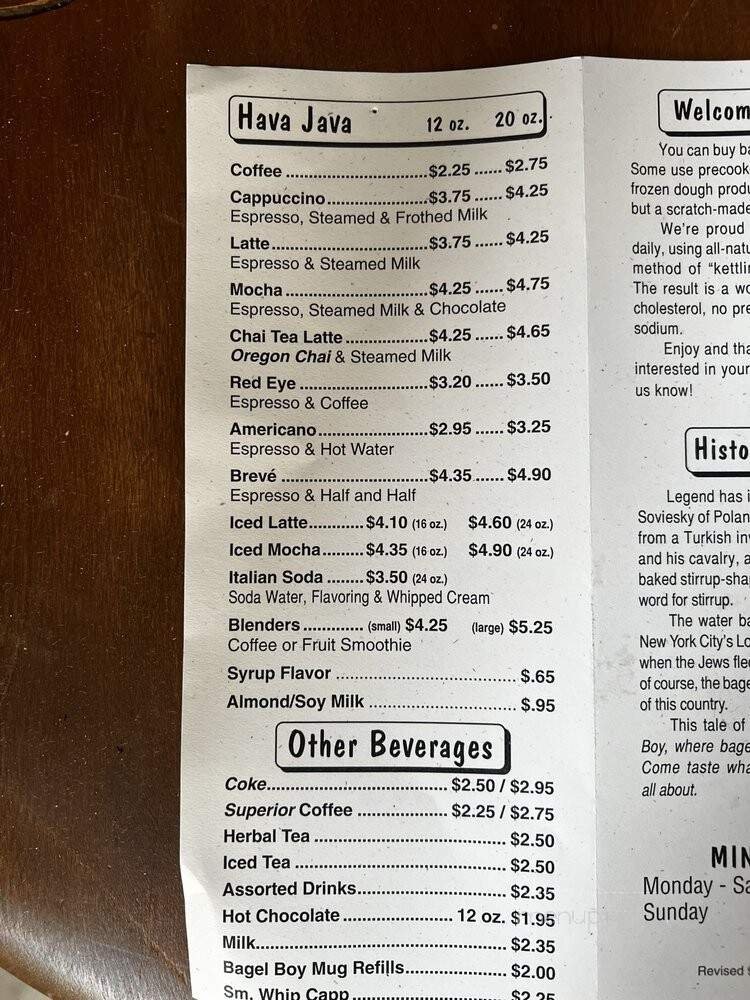 Hava Java 12 oz. 20 oz.
Coffee ........................ $2.25 ...... $2.75
Cappuccino.................. $3.75 ...... $4.25
Espresso, Steamed & Frothed Milk
Latte............................ $3.75 ...... $4.25
Espresso & Steamed Milk
Mocha ......................... $4.25 ...... $4.75
Espresso, Steamed Milk & Chocolate
Chai Tea Latte .............. $4.25 ...... $4.65
Oregon Chai & Steamed Milk
Red Eye ....................... $3.20 ...... $3.50
Espresso & Coffee
Americano.................... $2.95 ...... $3.25
Espresso & Hot Water
Brevé .......................... $4.35 ...... $4.90
Espresso & Half and Half
Iced Latte............ $4.10 (16 oz.) $4.60 (24 oz.)
Iced Mocha.......... $4.35 (16 oz.) $4.90 (24 oz.)
Italian Soda ........ $3.50 (24 oz.)
Soda Water, Flavoring & Whipped Cream
Blenders ............. (small) $4.25 (large) $5.25
Coffee or Fruit Smoothie
Syrup Flavor ...................................... $.65
Almond/Soy Milk ................................ $.95
Other Beverages
Coke....................................... $2.50 / $2.95
Superior Coffee .................... $2.25 / $2.75
Herbal Tea ......................................... $2.50
Iced Tea ............................................. $2.50
Assorted Drinks................................ $2.35
Hot Chocolate ....................... 12 oz. $1.95
Milk..................................................... $2.35
Bagel Boy Mug Refills...................... $2.00
Sm. Whip Capp................................. $2.25
Welcom
You can buy ba
Some use precook
frozen dough produ
but a scratch-made
We're proud
daily, using all-natu
method of "kettlin
The result is a wo
cholesterol, no pre
sodium.
Enjoy and tha
interested in your
us know!
Histo
Legend has i
Soviesky of Polan
from a Turkish inv
and his cavalry, a
baked stirrup-sha
word for stirrup.
The water ba
New York City's Lo
when the Jews fle
of course, the bage
of this country.
This tale of
Boy, where bage
Come taste wha
all about.
MIN
Monday - Sa
Sunday
Revised